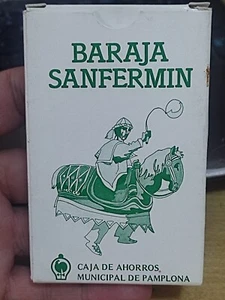 BARAJA
SANFERMIN
CAJA DE AHORROS
MUNICIPAL DE PAMPLONA